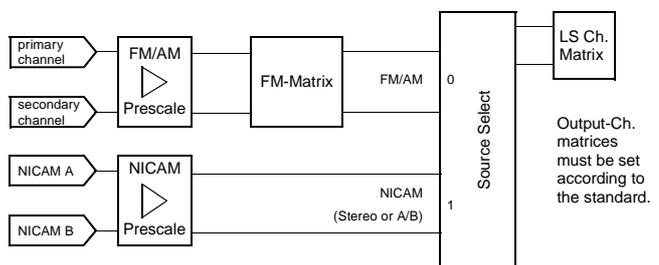 primary
channel
secondary
channel
FM/AM
Prescale
FM-Matrix
FM/AM
0
NICAM A
NICAM B
NICAM
Prescale
NICAM
(Stereo or A/B)
1
Source Select
LS Ch.
Matrix
Output-Ch.
matrices
must be set
according to
the standard.